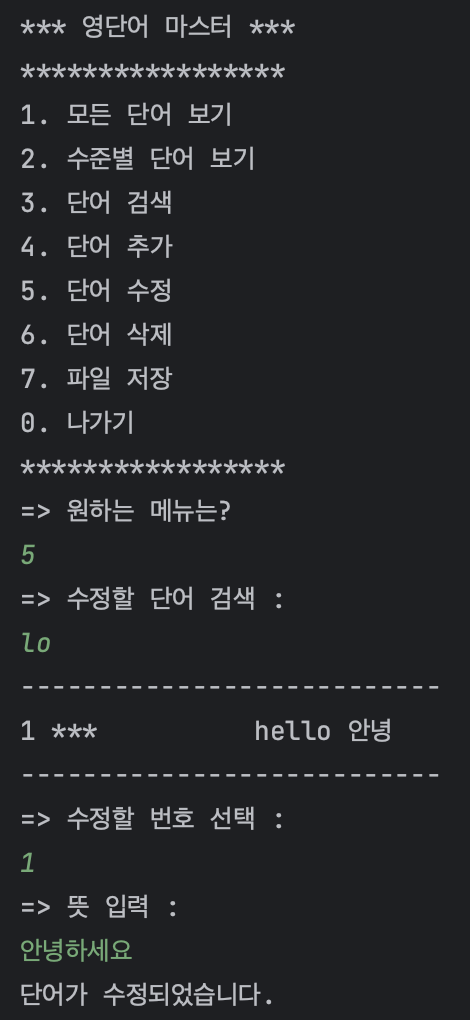 *** 영단어 마스터 ***
*****************
1. 모든 단어 보기
2. 수준별 단어 보기
3. 단어 검색
4. 단어 추가
5. 단어 수정
6. 단어 삭제
7. 파일 저장
0. 나가기
*****************
=> 원하는 메뉴는?
5
=> 수정할 단어 검색 :
lo
---------------------------
1 ***          hello 안녕
---------------------------
=> 수정할 번호 선택 :
1
=> 뜻 입력 :
안녕하세요
단어가 수정되었습니다.